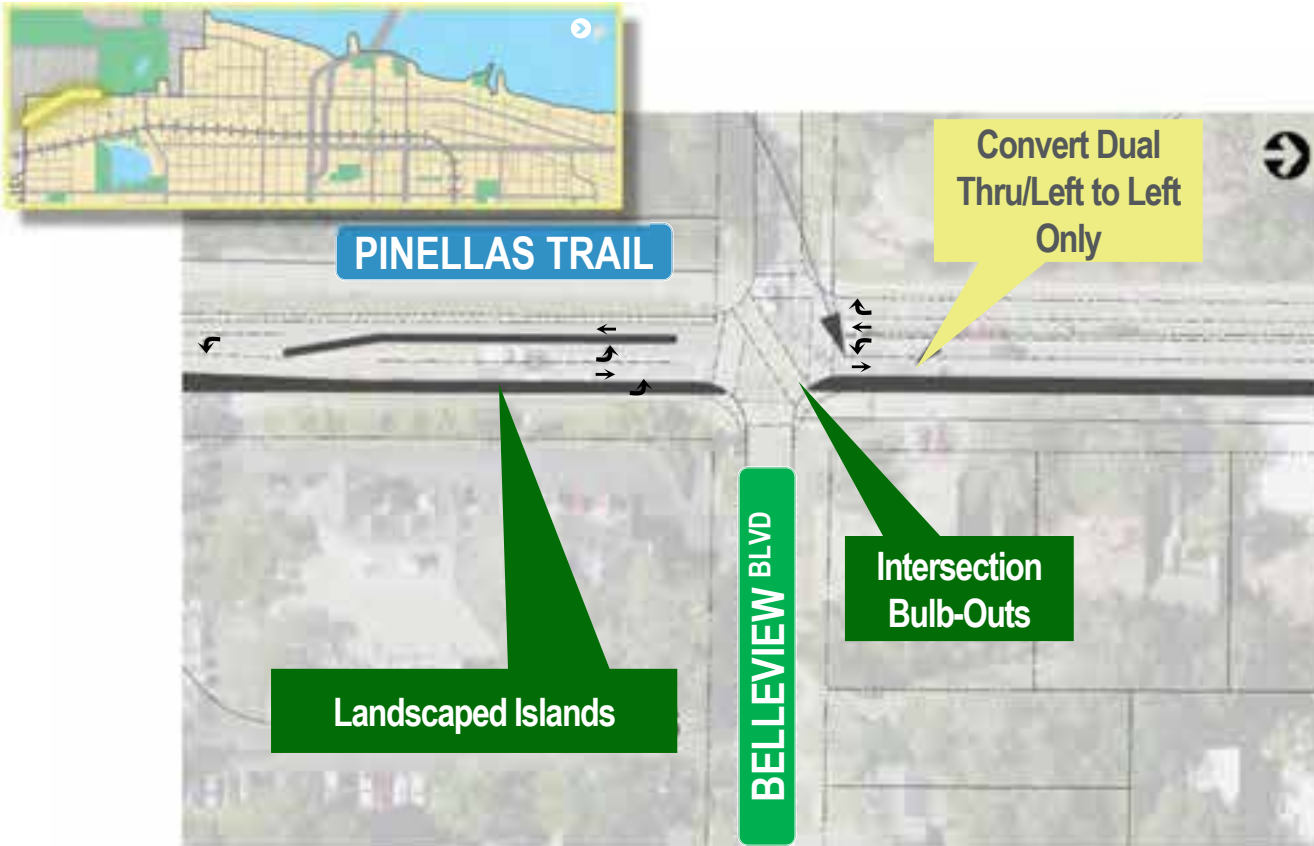 Convert Dual
Thru/Left to Left
Only
PINELLAS TRAIL
Intersection
Bulb-Outs
BELLEVIEW BLVD
Landscaped Islands